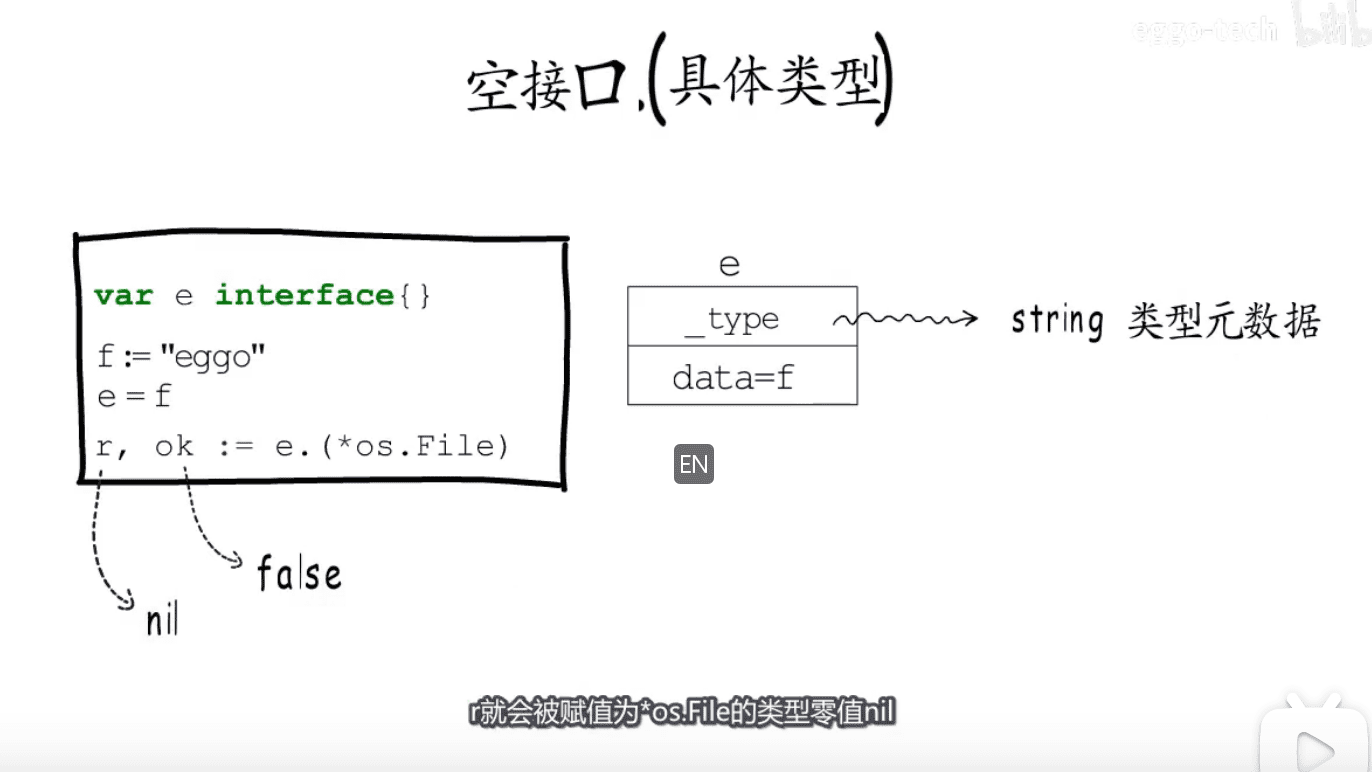 eggo-tech bilibili
空接口.(具体类型)
var e interface{}
f:="eggo"
e=f
r, ok := e.(*os.File)
e
_type
data=f
string 类型元数据
EN
false
nil
r就会被赋值为*os.File的类型零值nil